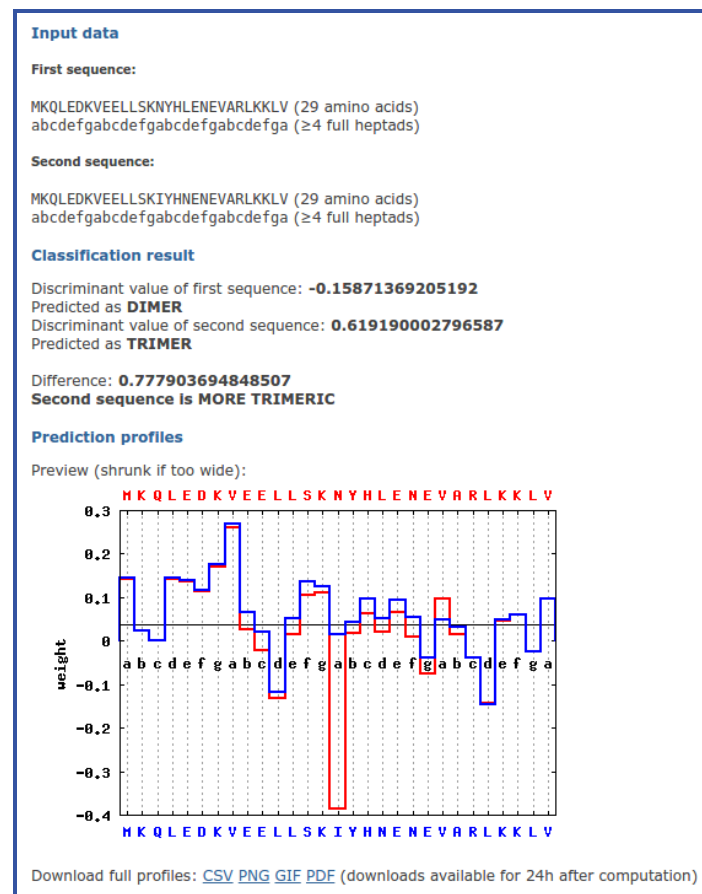 Input data
First sequence:
MKQLEDKVEELLSKNYHLENEVARLKKLV (29 amino acids)
abcdefgabcdefgabcdefgabcdefga (≥4 full heptads)
Second sequence:
MKQLEDKVEELLSKIYHNENEVARLKKLV (29 amino acids)
abcdefgabcdefgabcdefgabcdefga (≥4 full heptads)
Classification result
Discriminant value of first sequence: -0.15871369205192
Predicted as DIMER
Discriminant value of second sequence: 0.619190002796587
Predicted as TRIMER
Difference: 0.777903694848507
Second sequence is MORE TRIMERIC
Prediction profiles
Preview (shrunk if too wide):
M K Q L E D K V E E L L S K N Y H L E N E V A R L K K L V
0.3
0.2
0.1
0
-0.1
-0.2
-0.3
-0.4
weight
a b c d e f g a b c d e f g a b c d e f g a b c d e f g a
M K Q L E D K V E E L L S K I Y H N E N E V A R L K K L V
Download full profiles: CSV PNG GIF PDF (downloads available for 24h after computation)